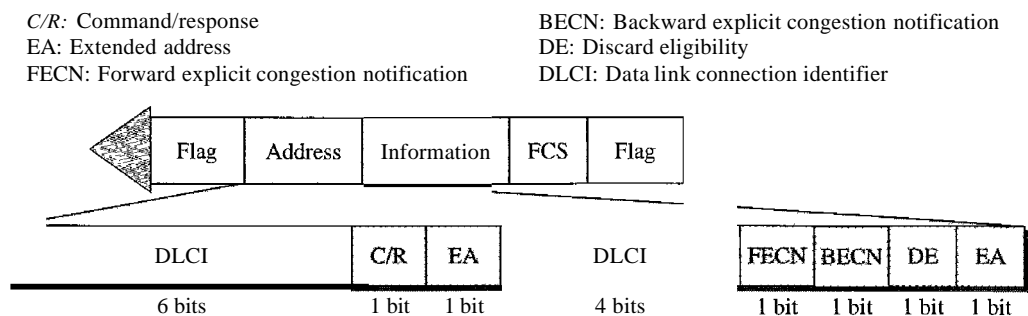 C/R: Command/response
EA: Extended address
FECN: Forward explicit congestion notification
BECN: Backward explicit congestion notification
DE: Discard eligibility
DLCI: Data link connection identifier
Flag Address Information FCS Flag
DLCI C/R EA DLCI FECN BECN DE EA
6 bits 1 bit 1 bit 4 bits 1 bit 1 bit 1 bit 1 bit